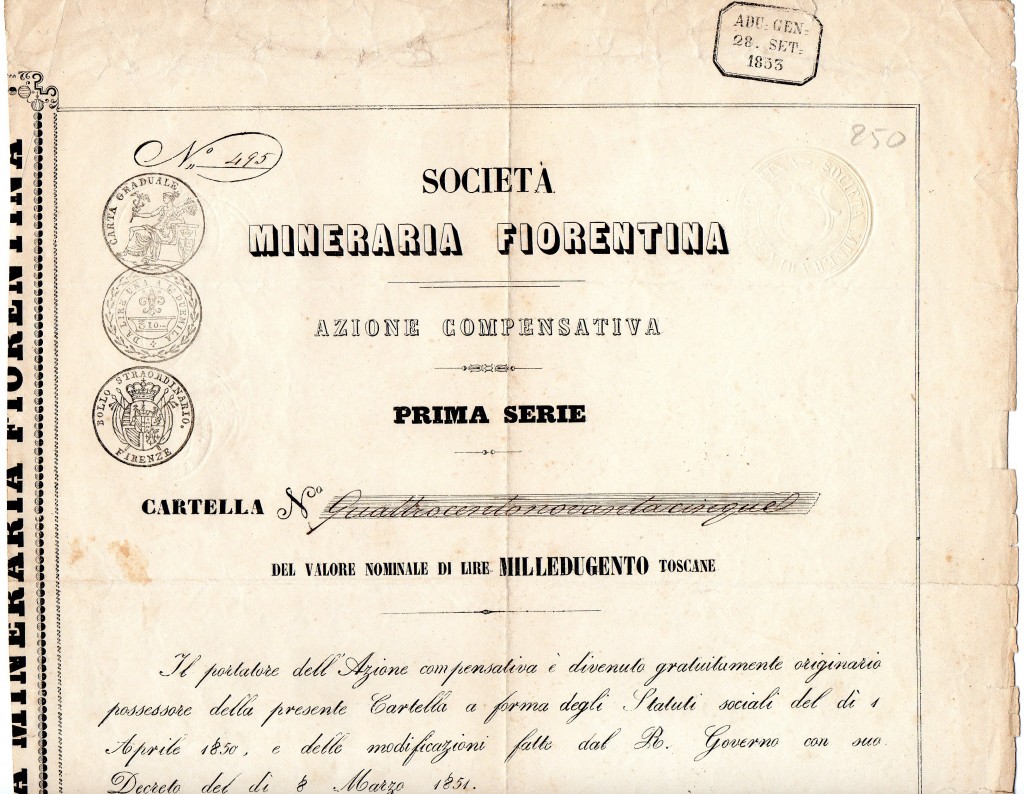 ADU= GEN=
28. SET=
1853
250
Nº 495
CARTA GRADUALE
SOCIETÀ
MINERARIA FIORENTINA
AZIONE COMPENSATIVA
BOLLO STRAORDINARIO.
FIRENZE
PRIMA SERIE
CARTELLA Nº Quattrocentonovantacinque
DEL VALORE NOMINALE DI LIRE MILLEDUGENTO TOSCANE
Il portatore dell'Azione compensativa è divenuto gratuitamente originario
possessore della presente Cartella a forma degli Statuti sociali del dì 1
Aprile 1850, e delle modificazioni fatte dal R. Governo con suo
Decreto del dì 8 Marzo 1851.
A MINERARIA FIORENTINA